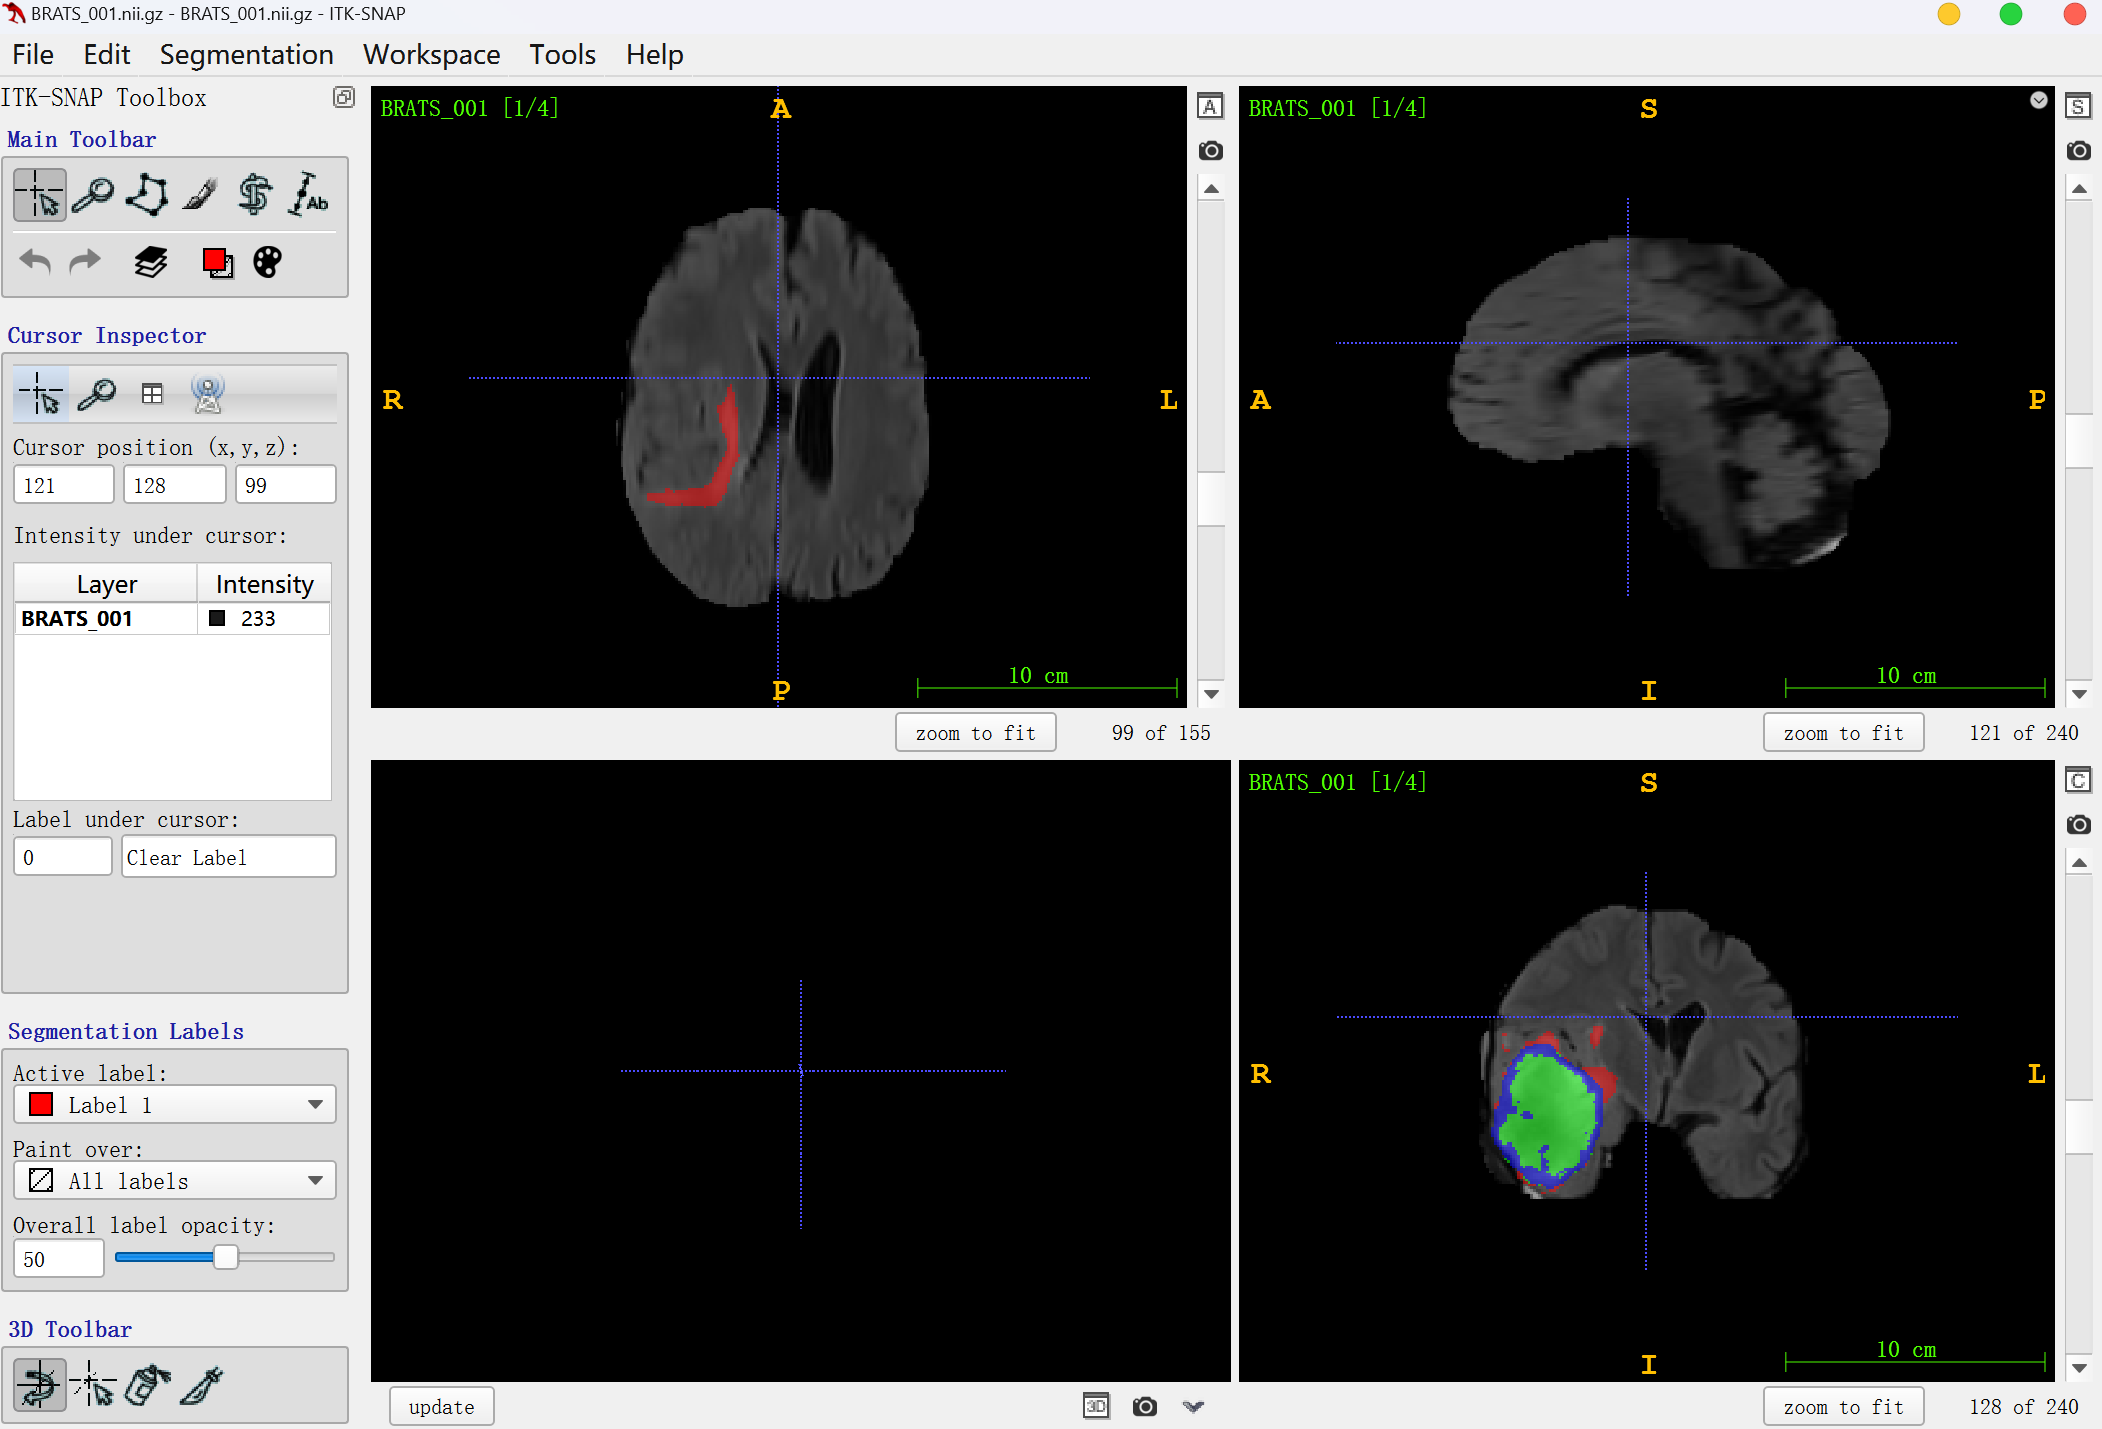 BRATS_001.nii.gz - BRATS_001.nii.gz - ITK-SNAP
File Edit Segmentation Workspace Tools Help
ITK-SNAP Toolbox
Main Toolbar
Ab
Cursor Inspector
Cursor position (x,y,z):
121 128 99
Intensity under cursor:
Layer Intensity
BRATS_001 233
Label under cursor:
0 Clear Label
Segmentation Labels
Active label:
Label 1
Paint over:
All labels
Overall label opacity:
50
3D Toolbar
BRATS_001 [1/4]
A
A
R
L
10 cm
P
zoom to fit 99 of 155
BRATS_001 [1/4]
S
S
A
P
10 cm
I
zoom to fit 121 of 240
update
3D
BRATS_001 [1/4]
S
C
R
L
10 cm
I
zoom to fit 128 of 240